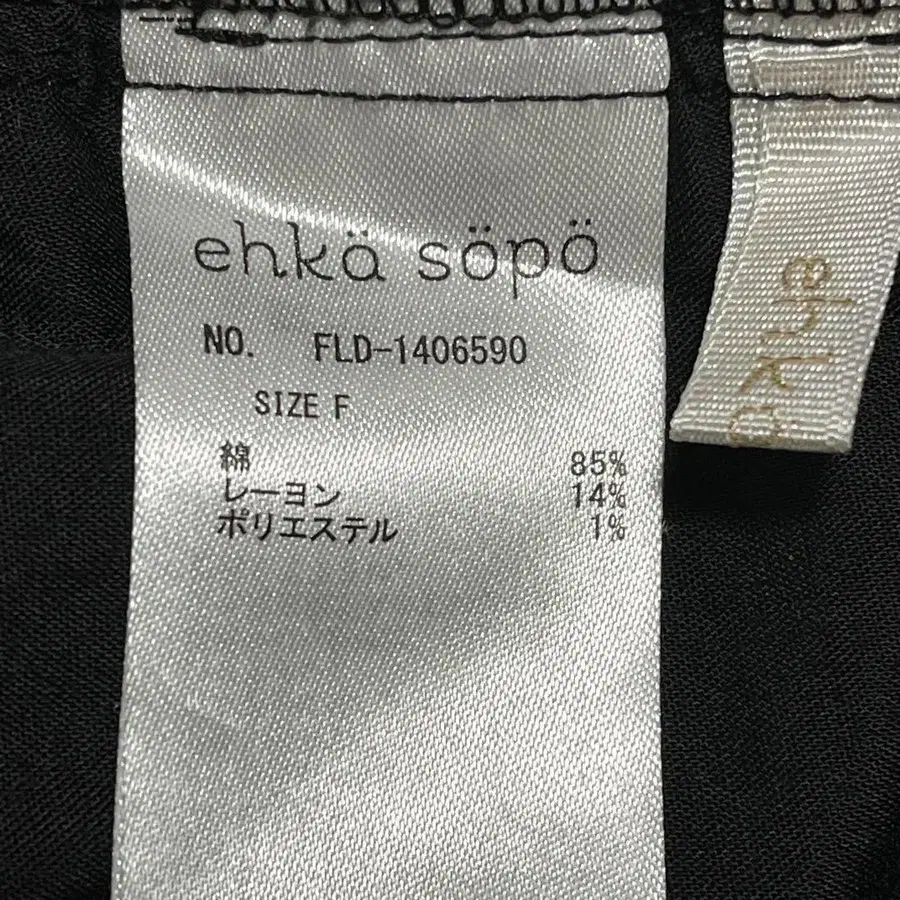 ehkä söpö
NO. FLD-1406590
SIZE F
綿 85%
レーヨン 14%
ポリエステル 1%
ehkä